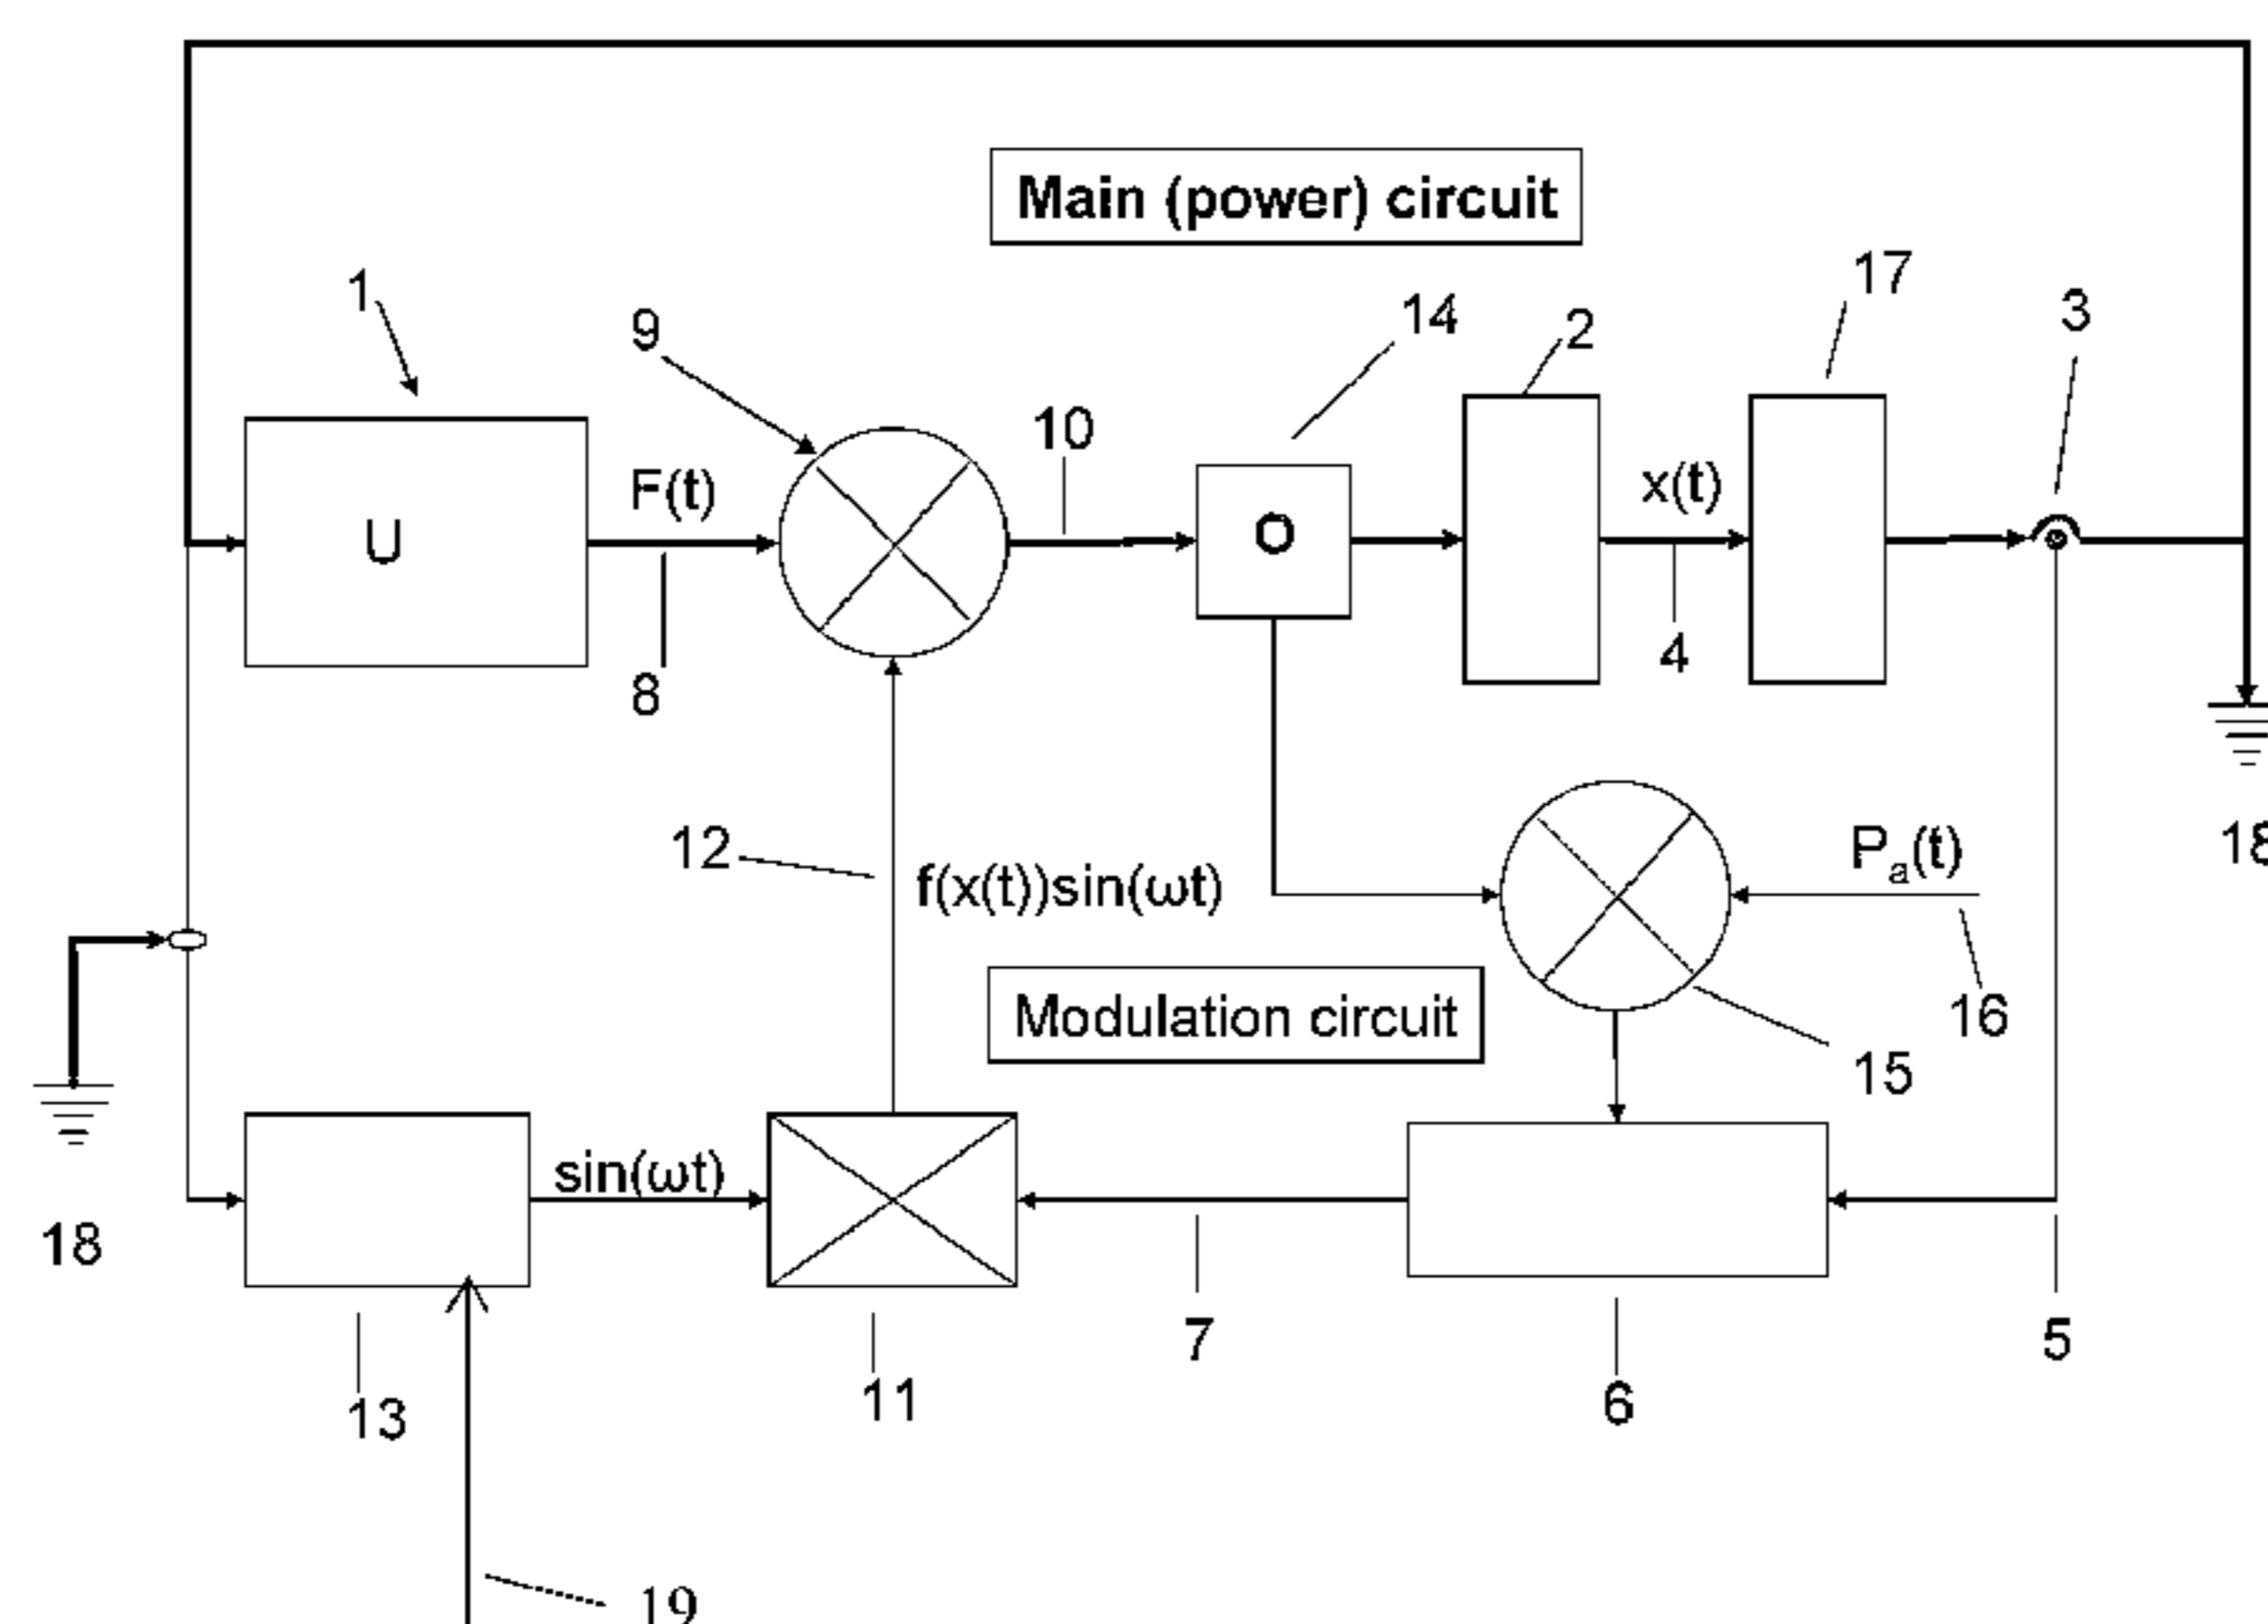 Main (power) circuit
1
9
14
2
17
3
10
F(t)
x(t)
U
O
8
4
12
f(x(t))sin(ωt)
Pa(t)
18
Modulation circuit
16
15
18
sin(ωt)
13
11
7
6
5
19